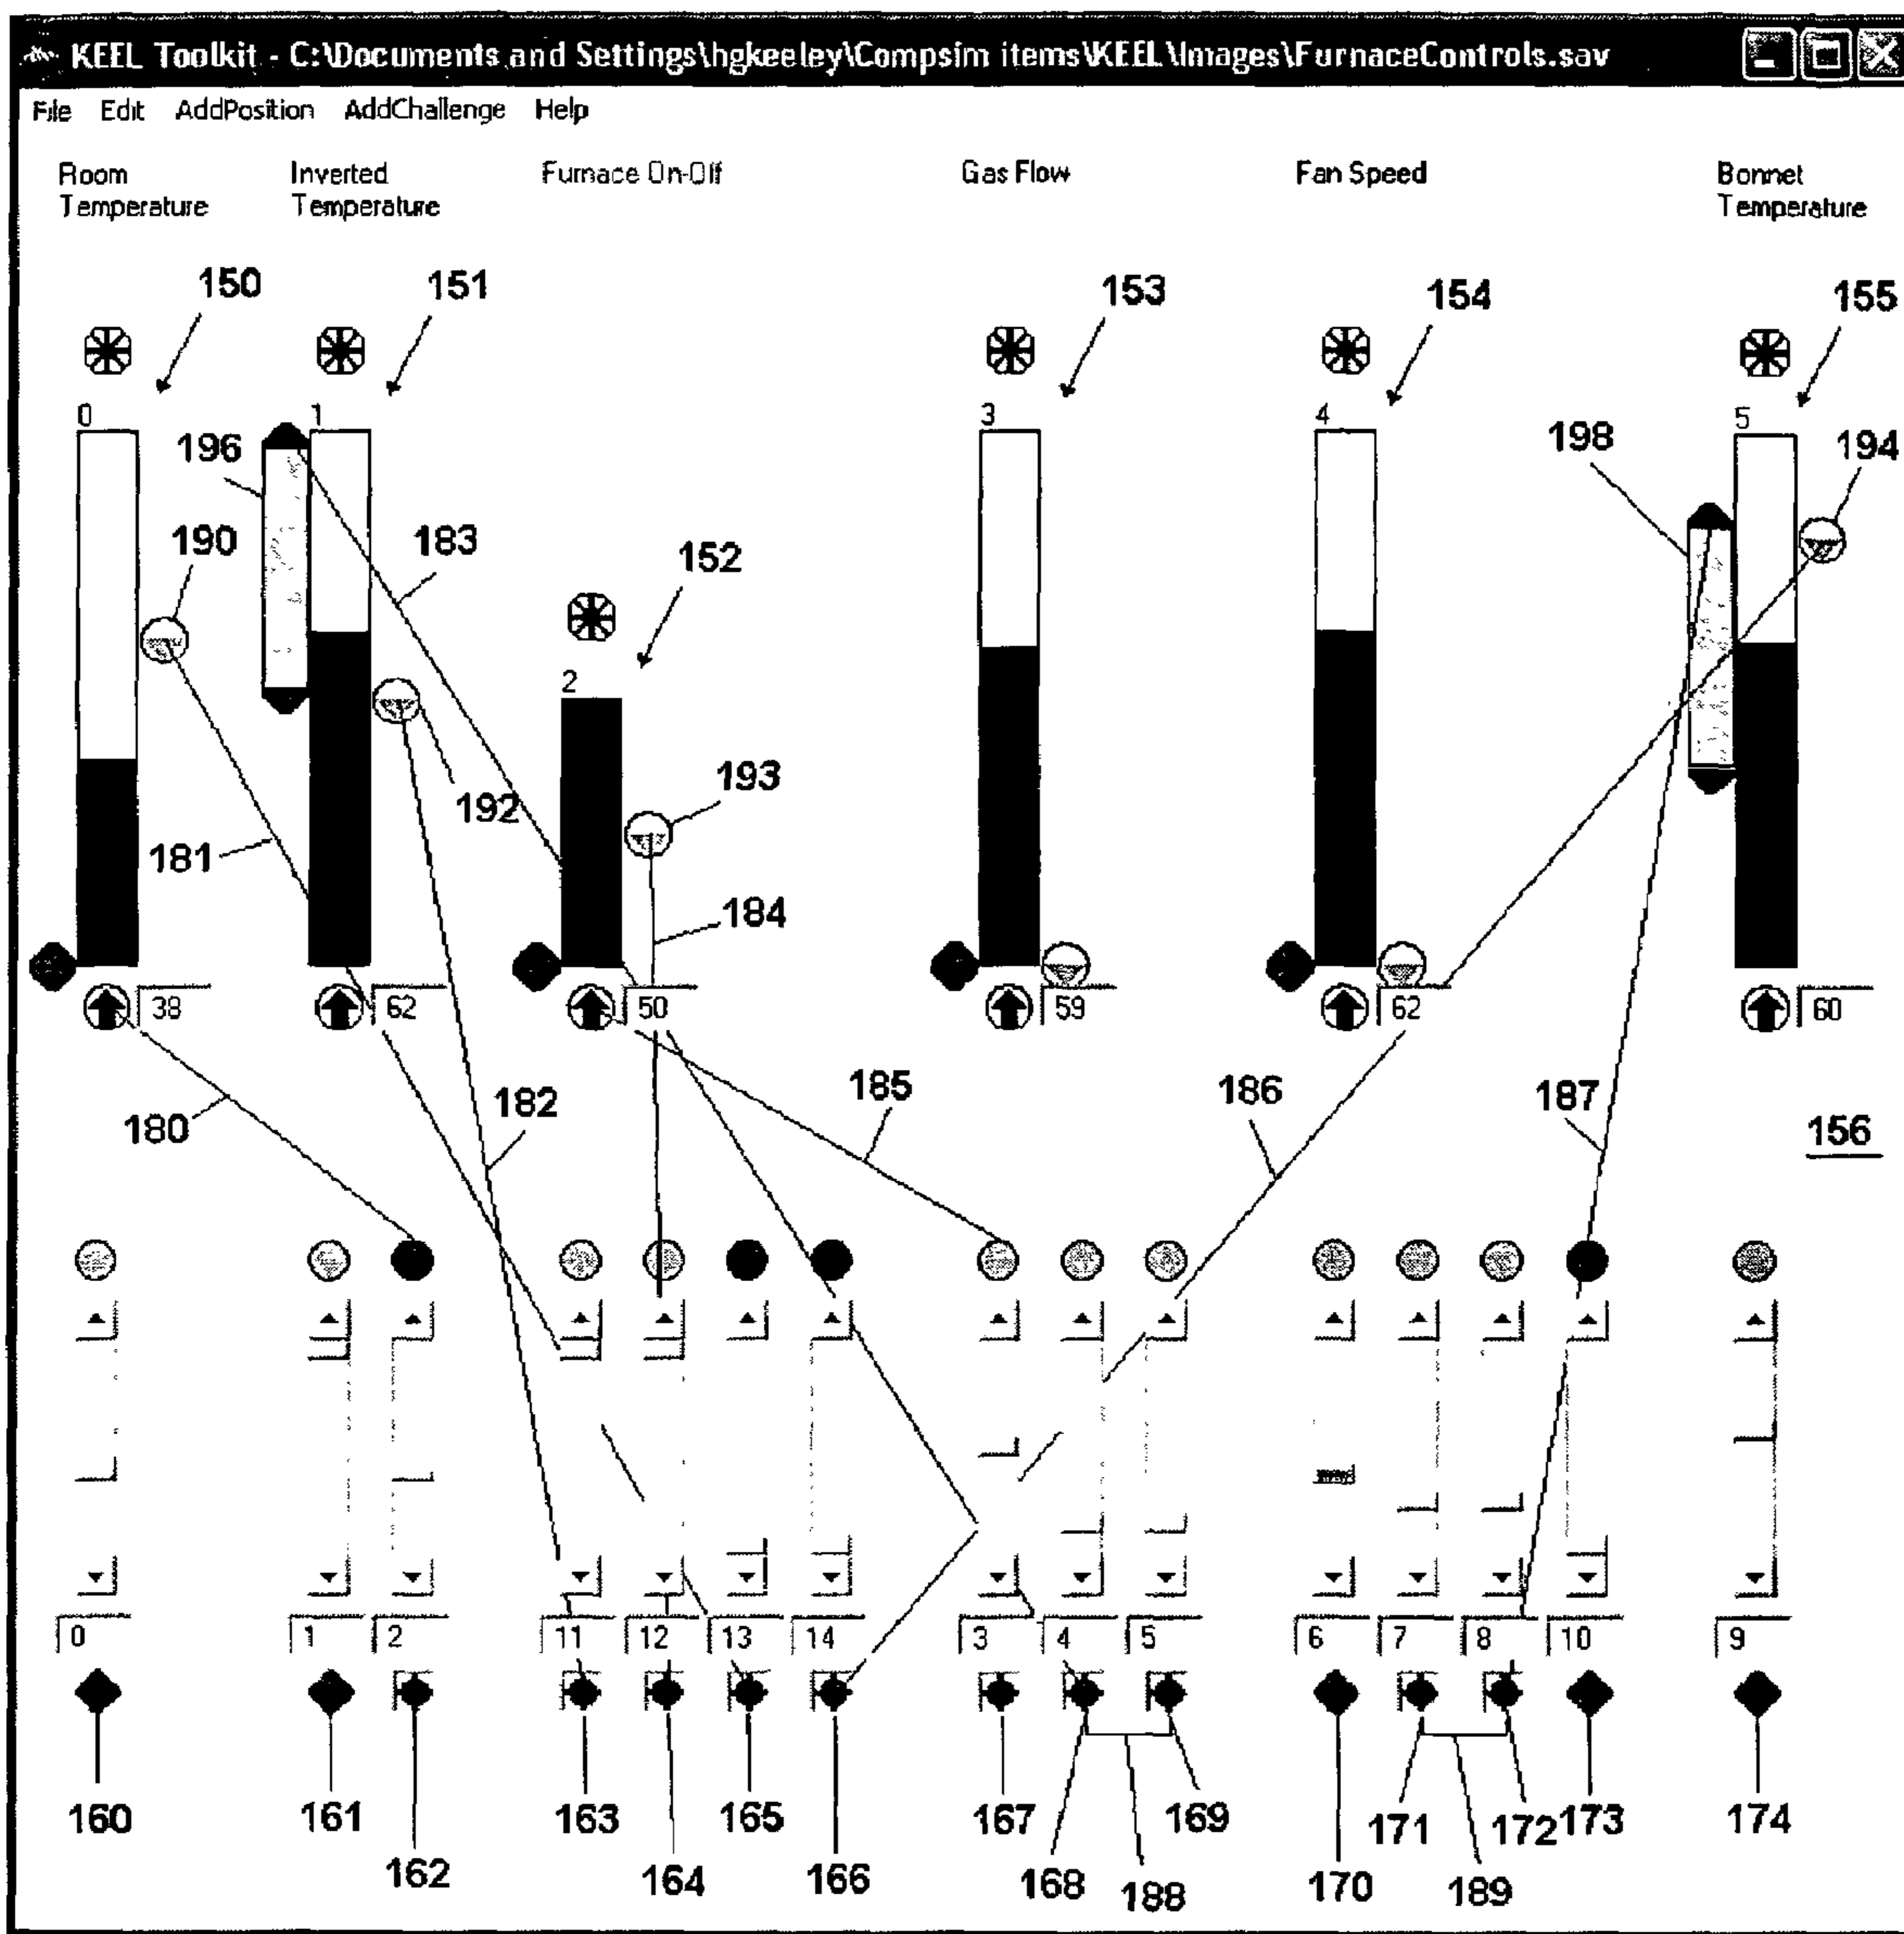 KEEL Toolkit - C:\Documents and Settings\hgkeeley\Compsim items\KEEL\Images\FurnaceControls.sav
File Edit AddPosition AddChallenge Help
Room Temperature
Inverted Temperature
Furnace On-Off
Gas Flow
Fan Speed
Bonnet Temperature
150 151 153 154 155
0 1 3 4 5
196 198 194
190 183 152
2
192 193
181 184
38 62 50 59 62 60
180 182 185 186 187 156
0 1 2 11 12 13 14 3 4 5 6 7 8 10 9
160 161 163 165 167 169 171 172 173 174
162 164 166 168 188 170 189